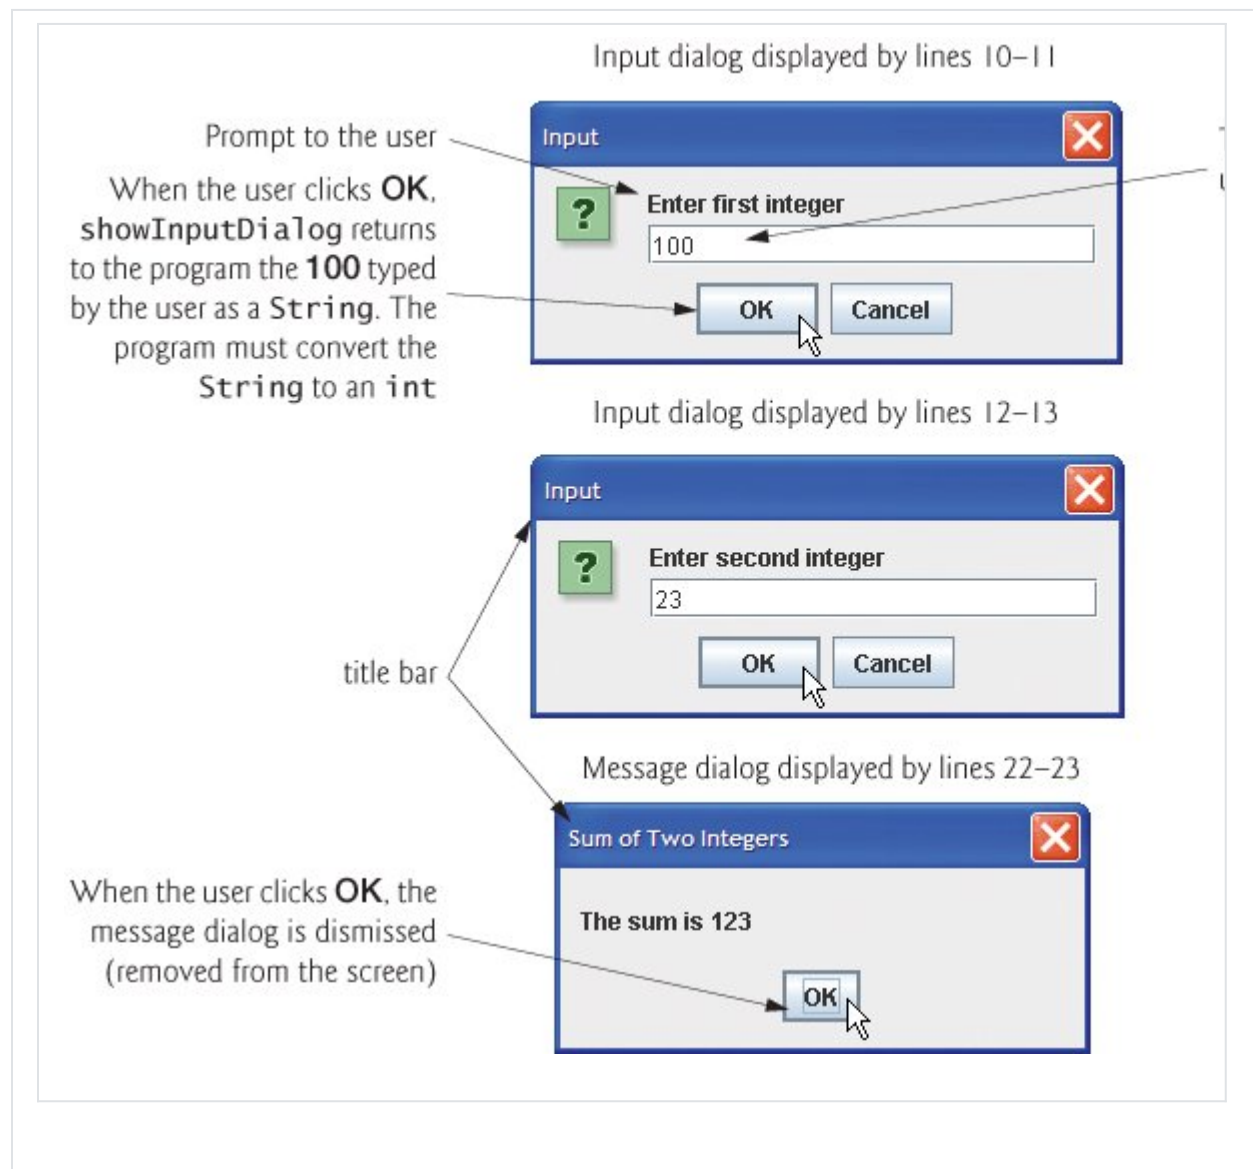 Input dialog displayed by lines 10–11
Input
Prompt to the user
Enter first integer
100
When the user clicks OK,
showInputDialog returns
to the program the 100 typed
by the user as a String. The
program must convert the
String to an int
?
OK
Cancel
Input dialog displayed by lines 12–13
Input
?
Enter second integer
23
OK
Cancel
title bar
Message dialog displayed by lines 22–23
Sum of Two Integers
The sum is 123
When the user clicks OK, the
message dialog is dismissed
(removed from the screen)
OK